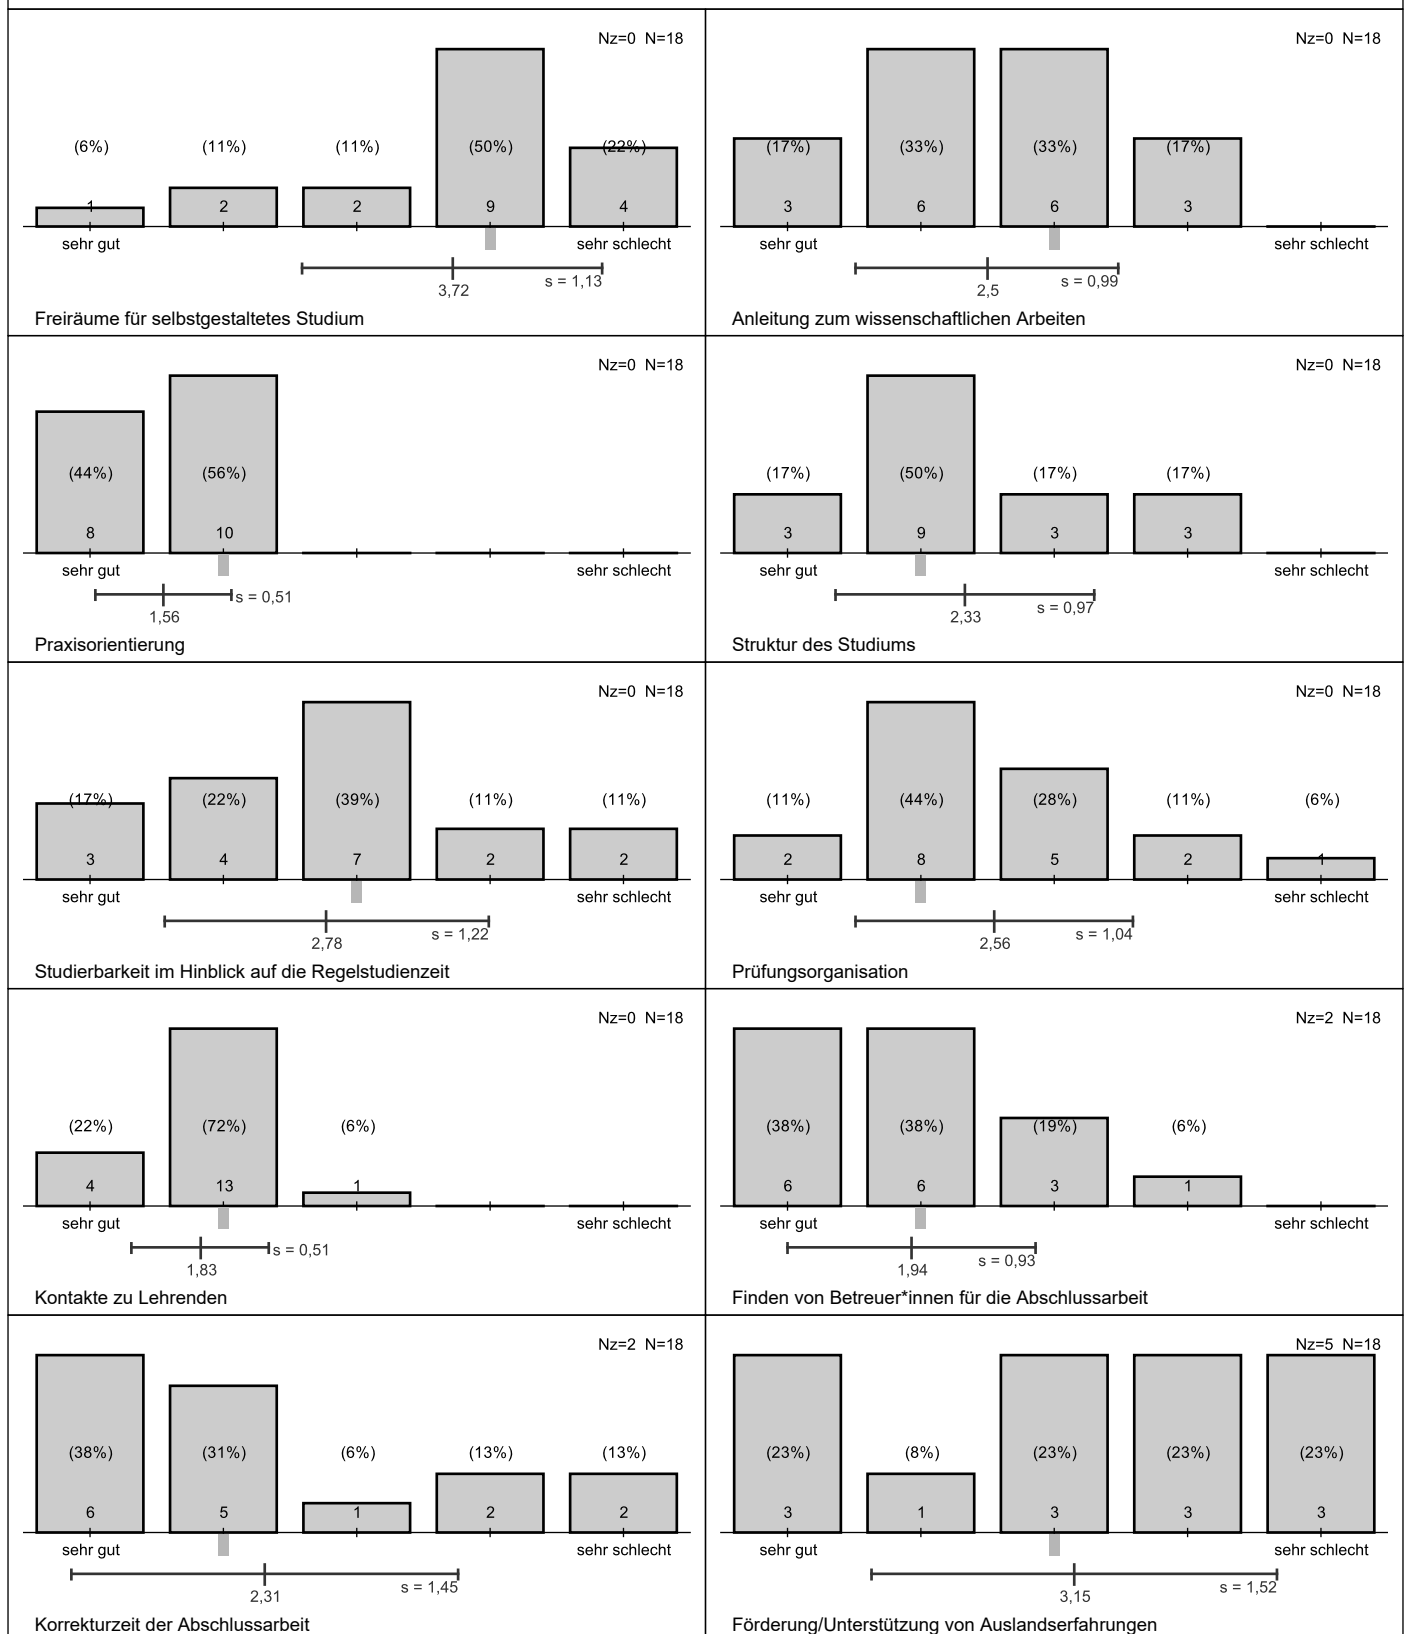 Nz=0 N=18
(6%) (11%) (11%) (50%) (22%)
1 2 2 9 4
sehr gut sehr schlecht
s = 1,13
3,72
Freiräume für selbstgestaltetes Studium
Nz=0 N=18
(17%) (33%) (33%) (17%)
3 6 6 3
sehr gut sehr schlecht
s = 0,99
2,5
Anleitung zum wissenschaftlichen Arbeiten
Nz=0 N=18
(44%) (56%)
8 10
sehr gut sehr schlecht
s = 0,51
1,56
Praxisorientierung
Nz=0 N=18
(17%) (50%) (17%) (17%)
3 9 3 3
sehr gut sehr schlecht
s = 0,97
2,33
Struktur des Studiums
Nz=0 N=18
(17%) (22%) (39%) (11%) (11%)
3 4 7 2 2
sehr gut sehr schlecht
s = 1,22
2,78
Studierbarkeit im Hinblick auf die Regelstudienzeit
Nz=0 N=18
(11%) (44%) (28%) (11%) (6%)
2 8 5 2 1
sehr gut sehr schlecht
s = 1,04
2,56
Prüfungsorganisation
Nz=0 N=18
(22%) (72%) (6%)
4 13 1
sehr gut sehr schlecht
s = 0,51
1,83
Kontakte zu Lehrenden
Nz=2 N=18
(38%) (38%) (19%) (6%)
6 6 3 1
sehr gut sehr schlecht
s = 0,93
1,94
Finden von Betreuer*innen für die Abschlussarbeit
Nz=2 N=18
(38%) (31%) (6%) (13%) (13%)
6 5 1 2 2
sehr gut sehr schlecht
s = 1,45
2,31
Korrekturzeit der Abschlussarbeit
Nz=5 N=18
(23%) (8%) (23%) (23%) (23%)
3 1 3 3 3
sehr gut sehr schlecht
s = 1,52
3,15
Förderung/Unterstützung von Auslandserfahrungen